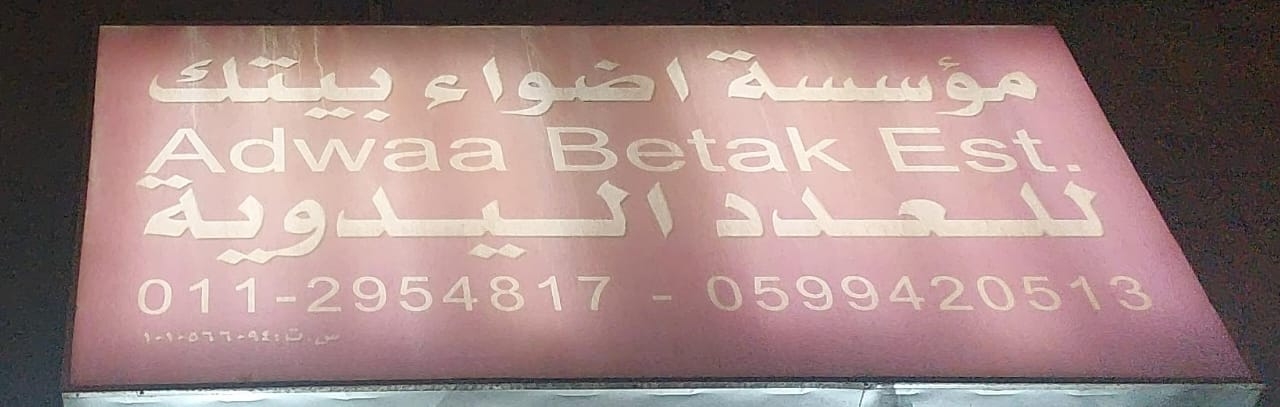 مؤسسة اضواء بيتك
Adwaa Betak Est.
للعدد اليدوية
011-2954817 - 0599420513
س.ت: